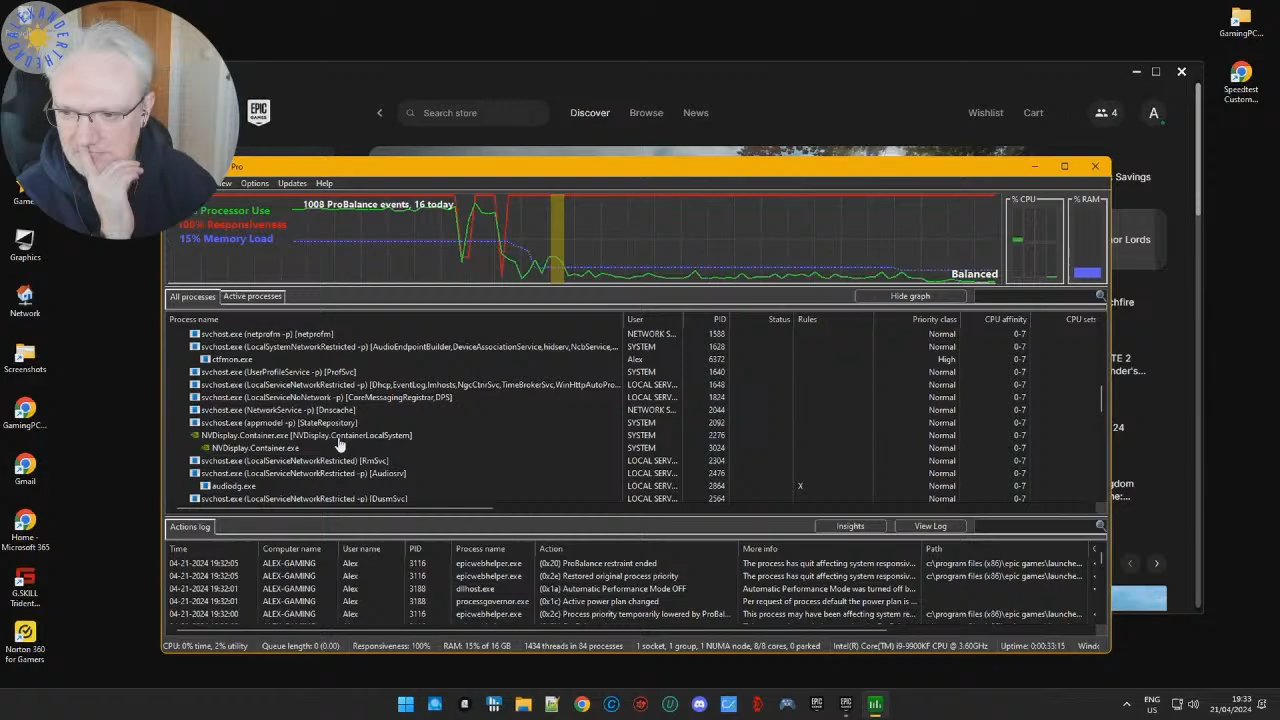 ALEXANDERTHEDAD
EPIC
GAMES
Search store
Discover
Browse
News
Wishlist
Cart
4
A
GamingPC...
Speedtest
Custom...
Savings
Pro
Options
Updates
Help
Processor Use
1008 ProBalance events, 16 today
100% Responsiveness
15% Memory Load
Balanced
% CPU
% RAM
All processes
Active processes
Hide graph
Process name
User
PID
Status
Rules
Priority class
CPU affinity
CPU sets
svchost.exe (netprofm -p) [netprofm] NETWORK S... 1588 Normal 0-7
svchost.exe (LocalSystemNetworkRestricted -p) [AudioEndpointBuilder,DeviceAssociationService,hidserv,NcbService,... SYSTEM 1628 Normal 0-7
ctfmon.exe Alex 6372 High 0-7
svchost.exe (UserProfileService -p) [ProfSvc] SYSTEM 1640 Normal 0-7
svchost.exe (LocalServiceNetworkRestricted -p) [Dhcp,EventLog,lmhosts,NgcCtnrSvc,TimeBrokerSvc,WinHttpAutoPro... LOCAL SERV... 1648 Normal 0-7
svchost.exe (LocalServiceNoNetwork -p) [CoreMessagingRegistrar,DPS] LOCAL SERV... 1824 Normal 0-7
svchost.exe (NetworkService -p) [Dnscache] NETWORK S... 2044 Normal 0-7
svchost.exe (appmodel -p) [StateRepository] SYSTEM 2092 Normal 0-7
NVDisplay.Container.exe [NVDisplay.ContainerLocalSystem] SYSTEM 2276 Normal 0-7
NVDisplay.Container.exe SYSTEM 3024 Normal 0-7
svchost.exe (LocalServiceNetworkRestricted) [RmSvc] LOCAL SERV... 2304 Normal 0-7
svchost.exe (LocalServiceNetworkRestricted -p) [Audiosrv] LOCAL SERV... 2476 Normal 0-7
audiodg.exe LOCAL SERV... 2864 X Normal 0-7
svchost.exe (LocalServiceNetworkRestricted -p) [DusmSvc] LOCAL SERV... 2564 Normal 0-7
Actions log
Insights
View Log
Time Computer name User name PID Process name Action More info Path
04-21-2024 19:32:05 ALEX-GAMING Alex 3116 epicwebhelper.exe (0x20) ProBalance restraint ended The process has quit affecting system responsiv... c:\program files (x86)\epic games\launche...
04-21-2024 19:32:05 ALEX-GAMING Alex 3116 epicwebhelper.exe (0x2e) Restored original process priority The process has quit affecting system responsiv... c:\program files (x86)\epic games\launche...
04-21-2024 19:32:01 ALEX-GAMING Alex 3188 dllhost.exe (0x1a) Automatic Performance Mode OFF Automatic Performance Mode was turned off b...
04-21-2024 19:32:01 ALEX-GAMING Alex 3188 processgovernor.exe (0x1c) Active power plan changed Per request of process default the power plan is ...
04-21-2024 19:32:00 ALEX-GAMING Alex 3116 epicwebhelper.exe (0x2c) Process priority temporarily lowered by ProBal... This process may have been affecting system re... c:\program files (x86)\epic games\launche...
CPU: 0% time, 2% utility
Queue length: 0 (0.00)
Responsiveness: 100%
RAM: 15% of 16 GB
1434 threads in 84 processes
1 socket, 1 group, 1 NUMA node, 8/8 cores, 0 parked
Intel(R) Core(TM) i9-9900KF CPU @ 3.60GHz
Uptime: 0:00:33:15
Graphics
Network
Screenshots
GamingPC...
Gmail
Home -
Microsoft 365
G.SKILL
Trident...
Norton 360
for Gamers
or Lords
EPIC
EPIC
ENG
US
19:33
21/04/2024